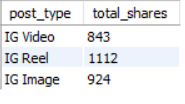 post_type total_shares
IG Video 843
IG Reel 1112
IG Image 924